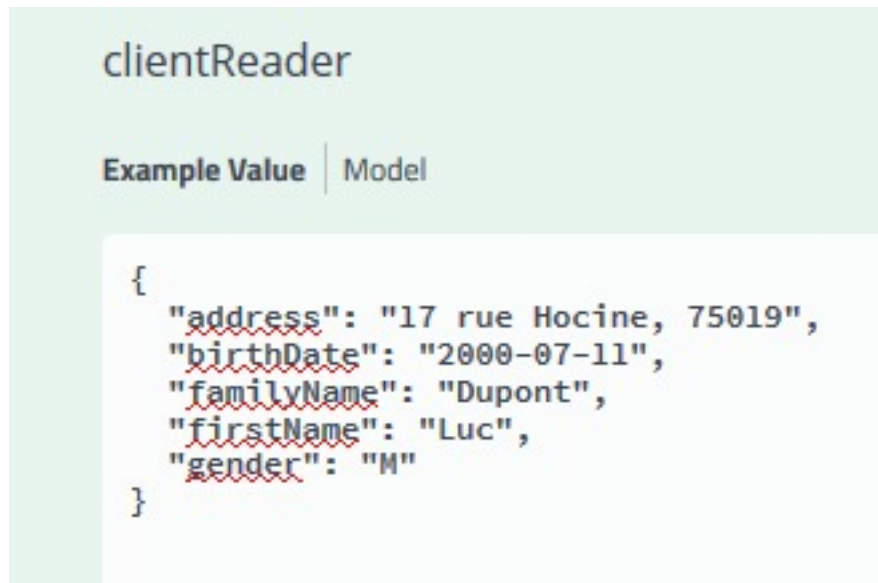 clientReader
Example Value | Model
{
"address": "17 rue Hocine, 75019",
"birthDate": "2000-07-11",
"familyName": "Dupont",
"firstName": "Luc",
"gender": "M"
}